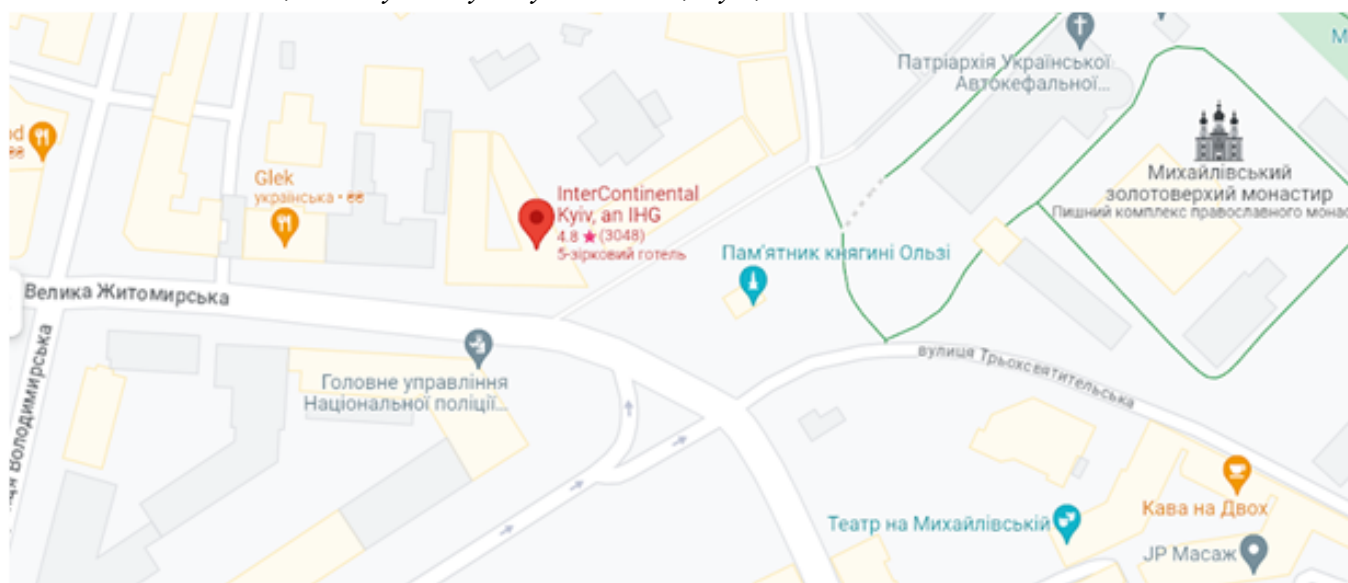 Патріархія Української
Автокефальної...
М
Михайлівський
золотоверхий монастир
Пишний комплекс православного монас
od
Glek
українська
InterContinental
Kyiv, an IHG
4.8 ★ (3048)
5-зірковий готель
Пам'ятник княгині Ользі
Велика Житомирська
Володимирська
Головне управління
Національної поліції...
вулиця Трьохсвятительська
Театр на Михайлівській
Кава на Двох
JP Масаж